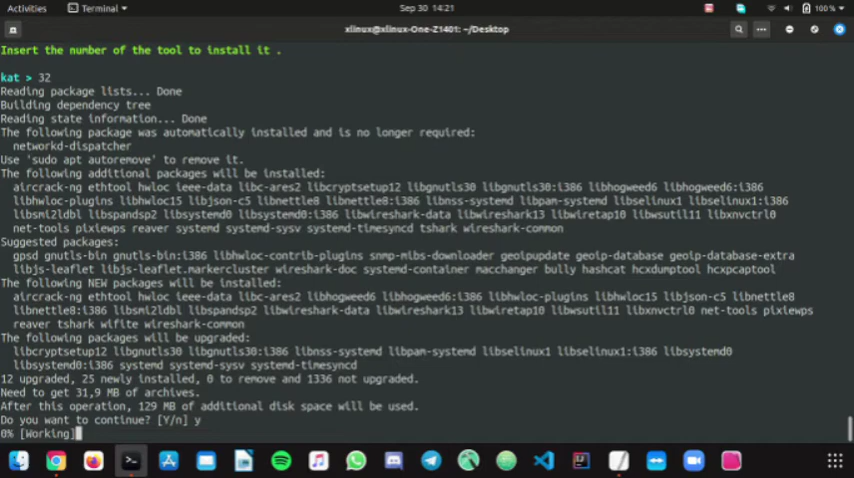 Activities Terminal Sep 30 14:21 100 %
xlinux@xlinux-One-Z1401: ~/Desktop
Insert the number of the tool to install it .
kat > 32
Reading package lists... Done
Building dependency tree
Reading state information... Done
The following package was automatically installed and is no longer required:
networkd-dispatcher
Use 'sudo apt autoremove' to remove it.
The following additional packages will be installed:
aircrack-ng ethtool hwloc ieee-data libc-ares2 libcryptsetup12 libgnutls30 libgnutls30:i386 libhogweed6 libhogweed6:i386
libhwloc-plugins libhwloc15 libjson-c5 libnettle8 libnettle8:i386 libnss-systemd libpam-systemd libselinux1 libselinux1:i386
libsmi2ldbl libspandsp2 libsystemd0 libsystemd0:i386 libwireshark-data libwireshark13 libwiretap10 libwsutil11 libxnvctrl0
net-tools pixiewps reaver systemd systemd-sysv systemd-timesyncd tshark wireshark-common
Suggested packages:
gpsd gnutls-bin gnutls-bin:i386 libhwloc-contrib-plugins snmp-mibs-downloader geoipupdate geoip-database geoip-database-extra
libjs-leaflet libjs-leaflet.markercluster wireshark-doc systemd-container macchanger bully hashcat hcxdumptool hcxpcaptool
The following NEW packages will be installed:
aircrack-ng ethtool hwloc ieee-data libc-ares2 libhogweed6 libhogweed6:i386 libhwloc-plugins libhwloc15 libjson-c5 libnettle8
libnettle8:i386 libsmi2ldbl libspandsp2 libwireshark-data libwireshark13 libwiretap10 libwsutil11 libxnvctrl0 net-tools pixiewps
reaver tshark wifite wireshark-common
The following packages will be upgraded:
libcryptsetup12 libgnutls30 libgnutls30:i386 libnss-systemd libpam-systemd libselinux1 libselinux1:i386 libsystemd0
libsystemd0:i386 systemd systemd-sysv systemd-timesyncd
12 upgraded, 25 newly installed, 0 to remove and 1336 not upgraded.
Need to get 31,9 MB of archives.
After this operation, 129 MB of additional disk space will be used.
Do you want to continue? [Y/n] y
0% [Working]